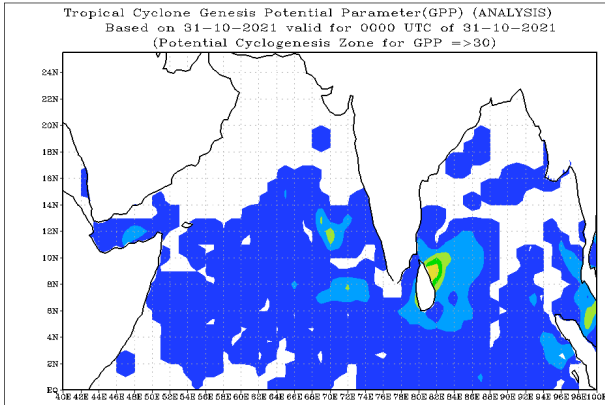 Tropical Cyclone Genesis Potential Parameter(GPP) (ANALYSIS)
Based on 31-10-2021 valid for 0000 UTC of 31-10-2021
(Potential Cyclogenesis Zone for GPP =>30)
24N
22N
20N
18N
16N
14N
12N
10N
8N
6N
4N
2N
EQ
40E 42E 44E 46E 48E 50E 52E 54E 56E 58E 60E 62E 64E 66E 68E 70E 72E 74E 76E 78E 80E 82E 84E 86E 88E 90E 92E 94E 96E 98E 100E